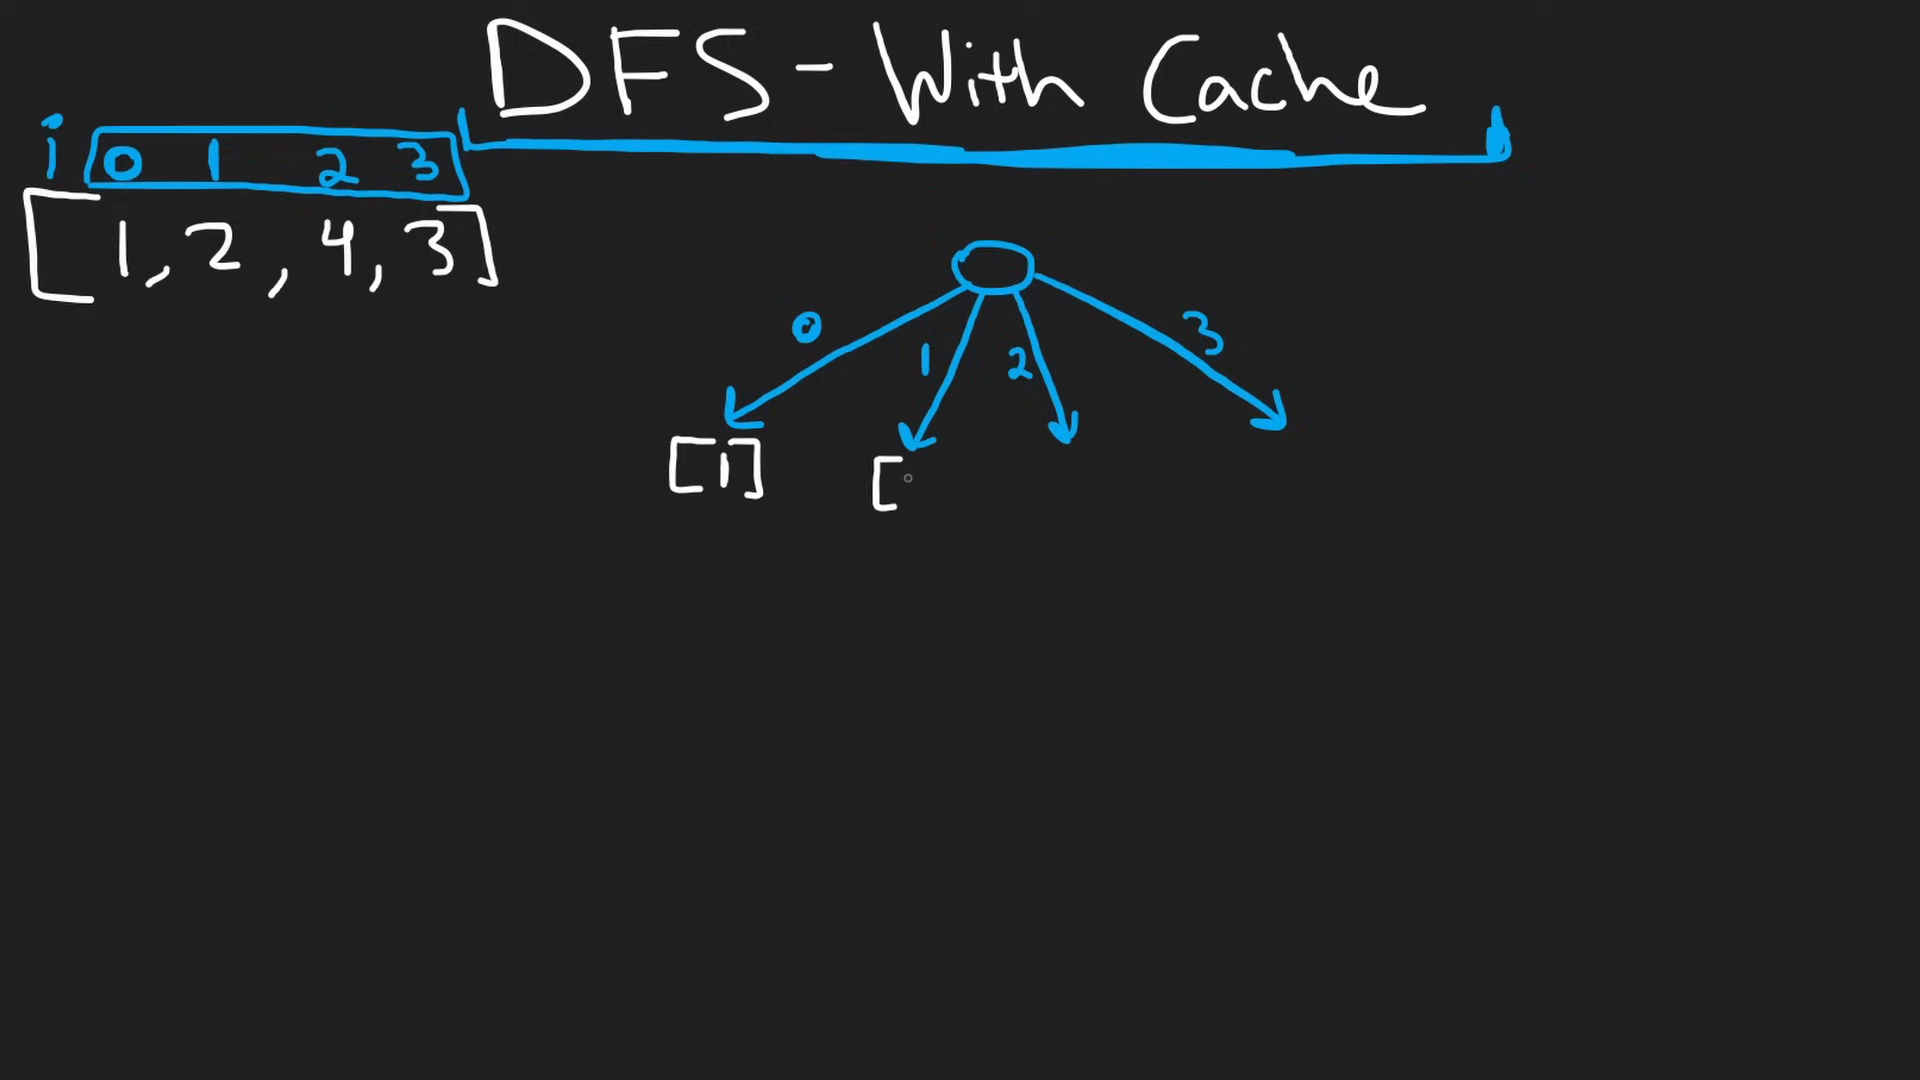 DFS - With Cache
i 0 1 2 3
[1, 2, 4, 3]
0 1 2 3
[1] [